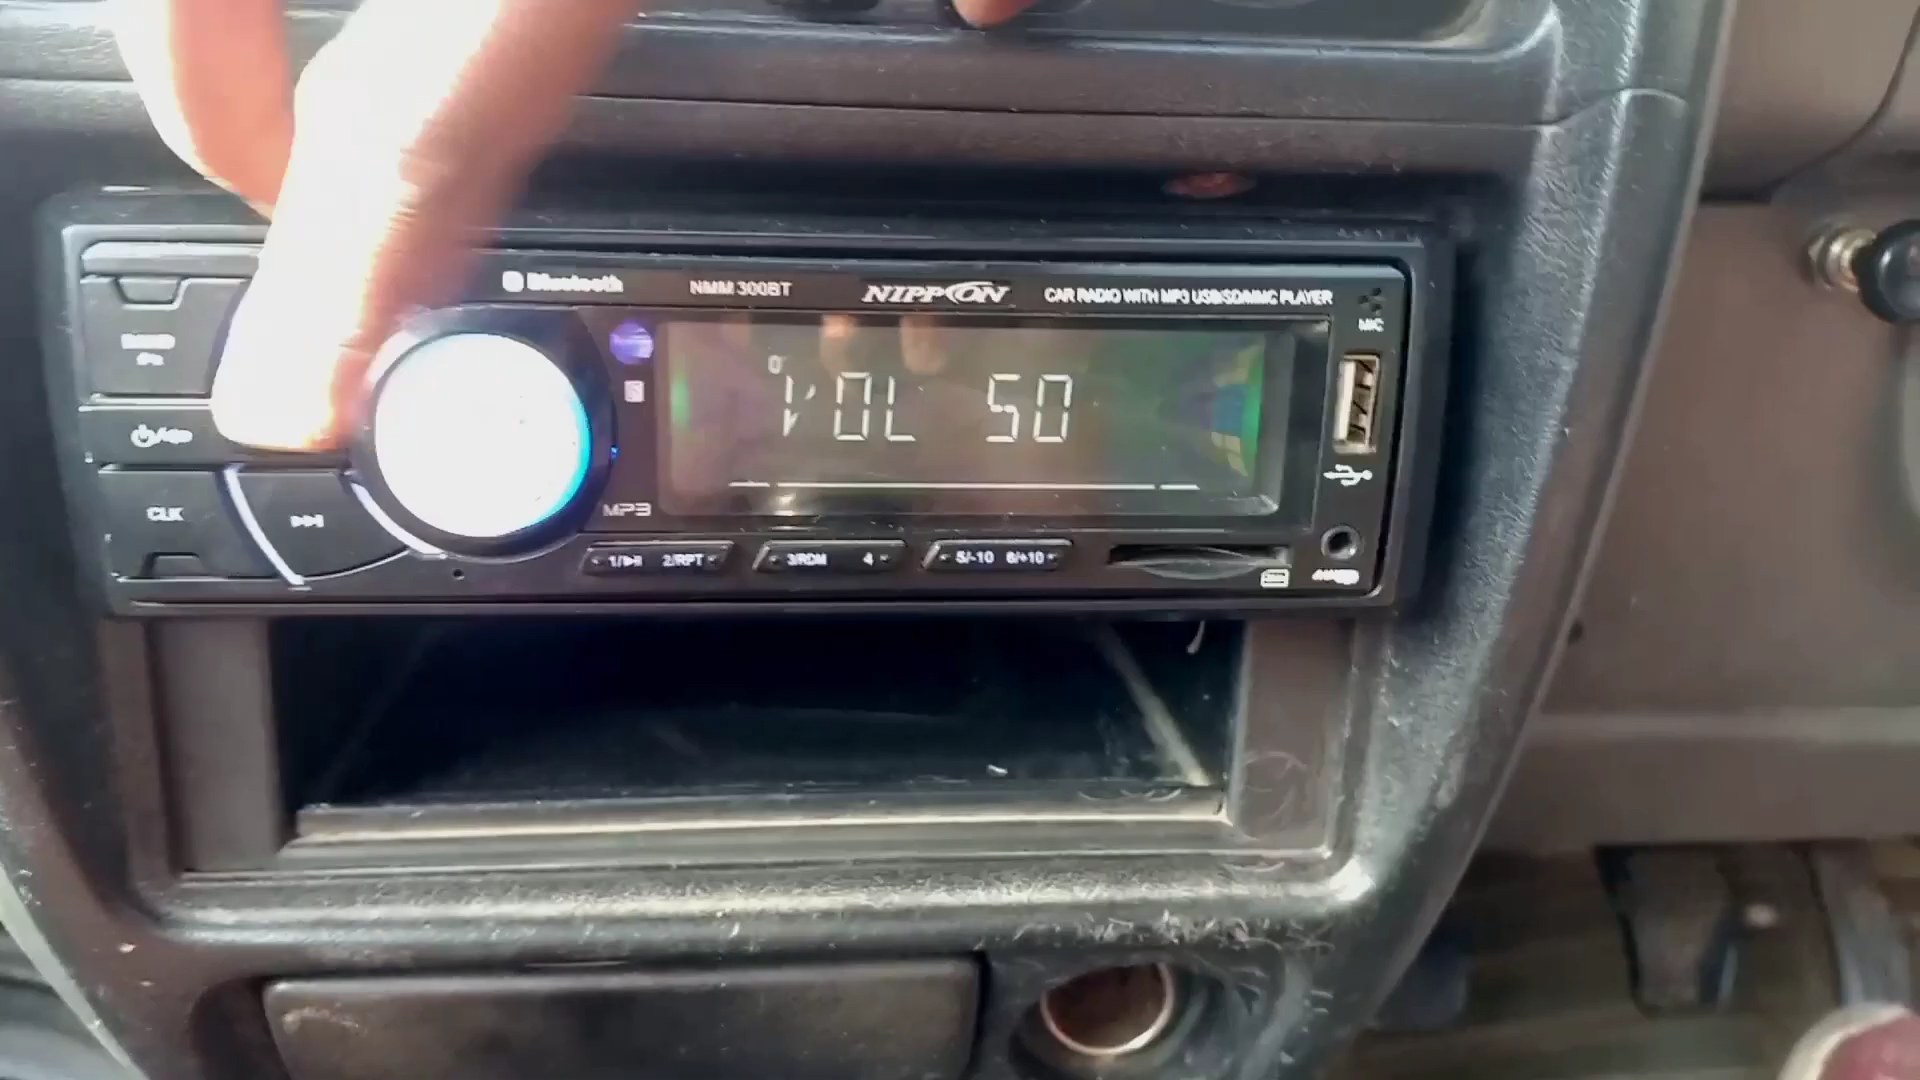 Bluetooth NMM 300BT NIPPON CAR RADIO WITH MP3 USB/SD/MMC PLAYER
MIC
VOL 50
CLK
MP3
1/▶II 2/RPT 3/RDM 4 5/-10 6/+10